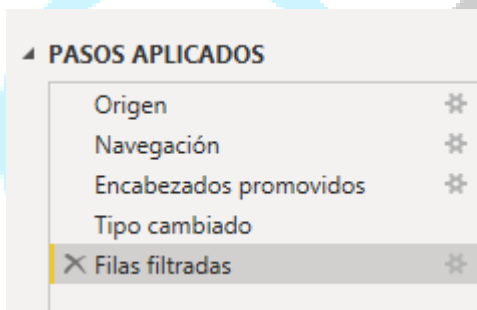 PASOS APLICADOS
Origen
Navegación
Encabezados promovidos
Tipo cambiado
Filas filtradas